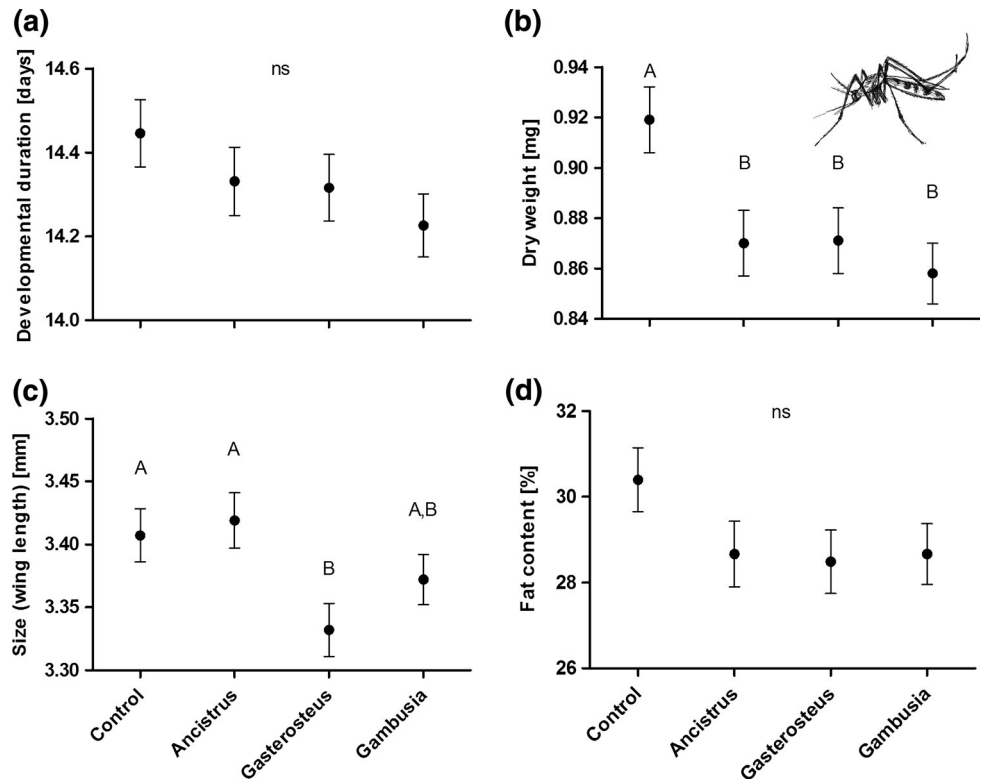 (a)
Developmental duration [days]
14.6
14.4
14.2
14.0
ns
(b)
Dry weight [mg]
0.94
0.92
0.90
0.88
0.86
0.84
A
B
B
B
(c)
Size (wing length) [mm]
3.50
3.45
3.40
3.35
3.30
A
A
B
A,B
Control
Ancistrus
Gasterosteus
Gambusia
(d)
Fat content [%]
32
30
28
26
ns
Control
Ancistrus
Gasterosteus
Gambusia